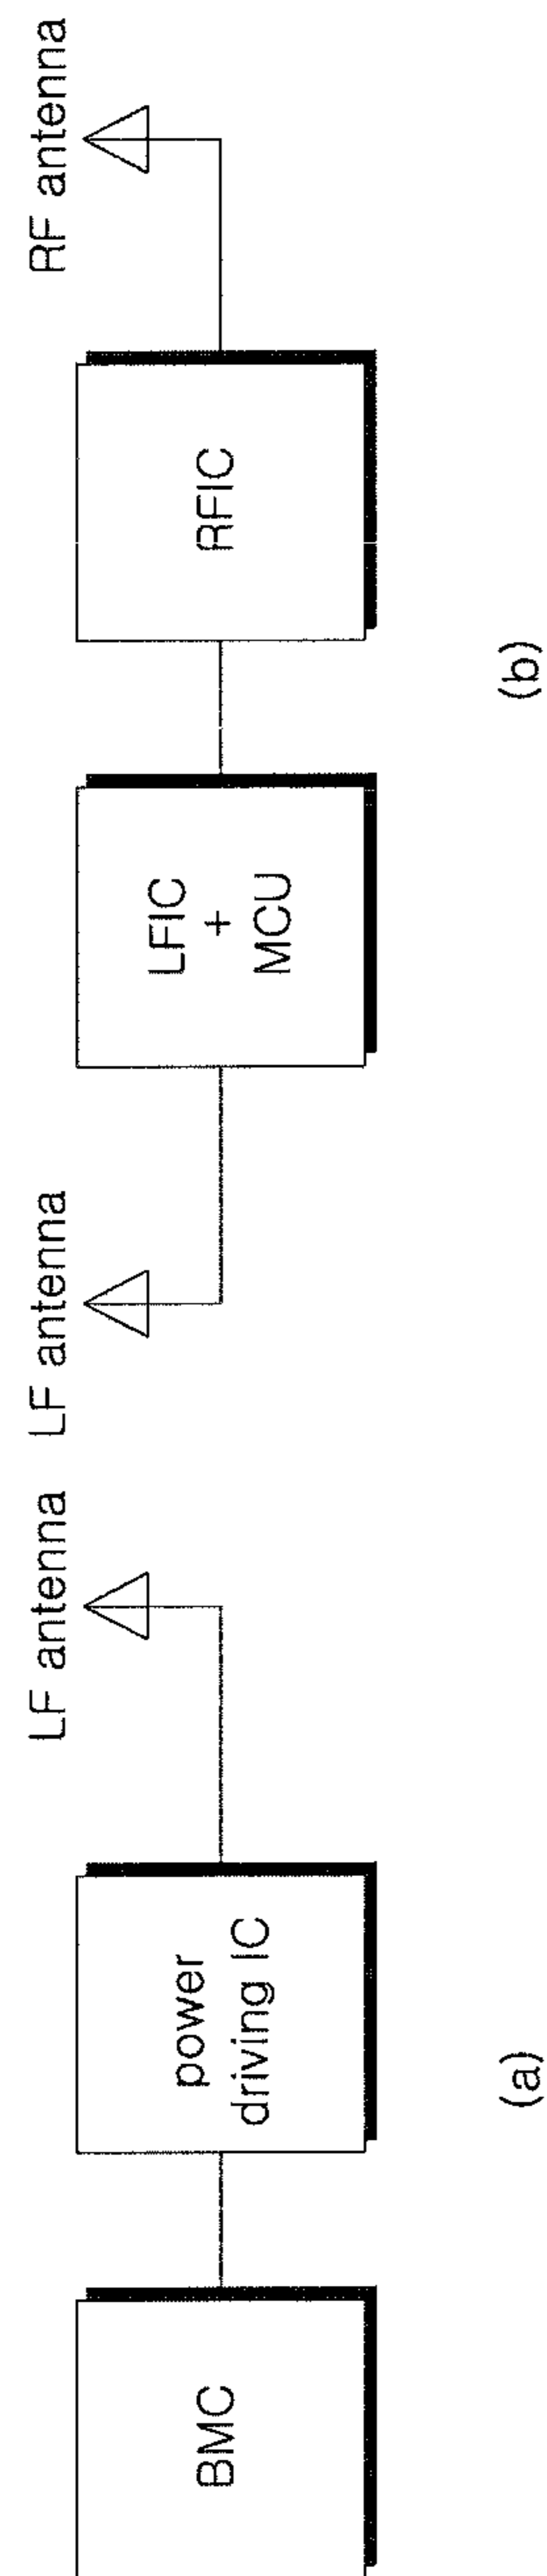 LF antenna
BMC
power
driving IC
(a)
LF antenna
RF antenna
LFIC
+
MCU
RFIC
(b)